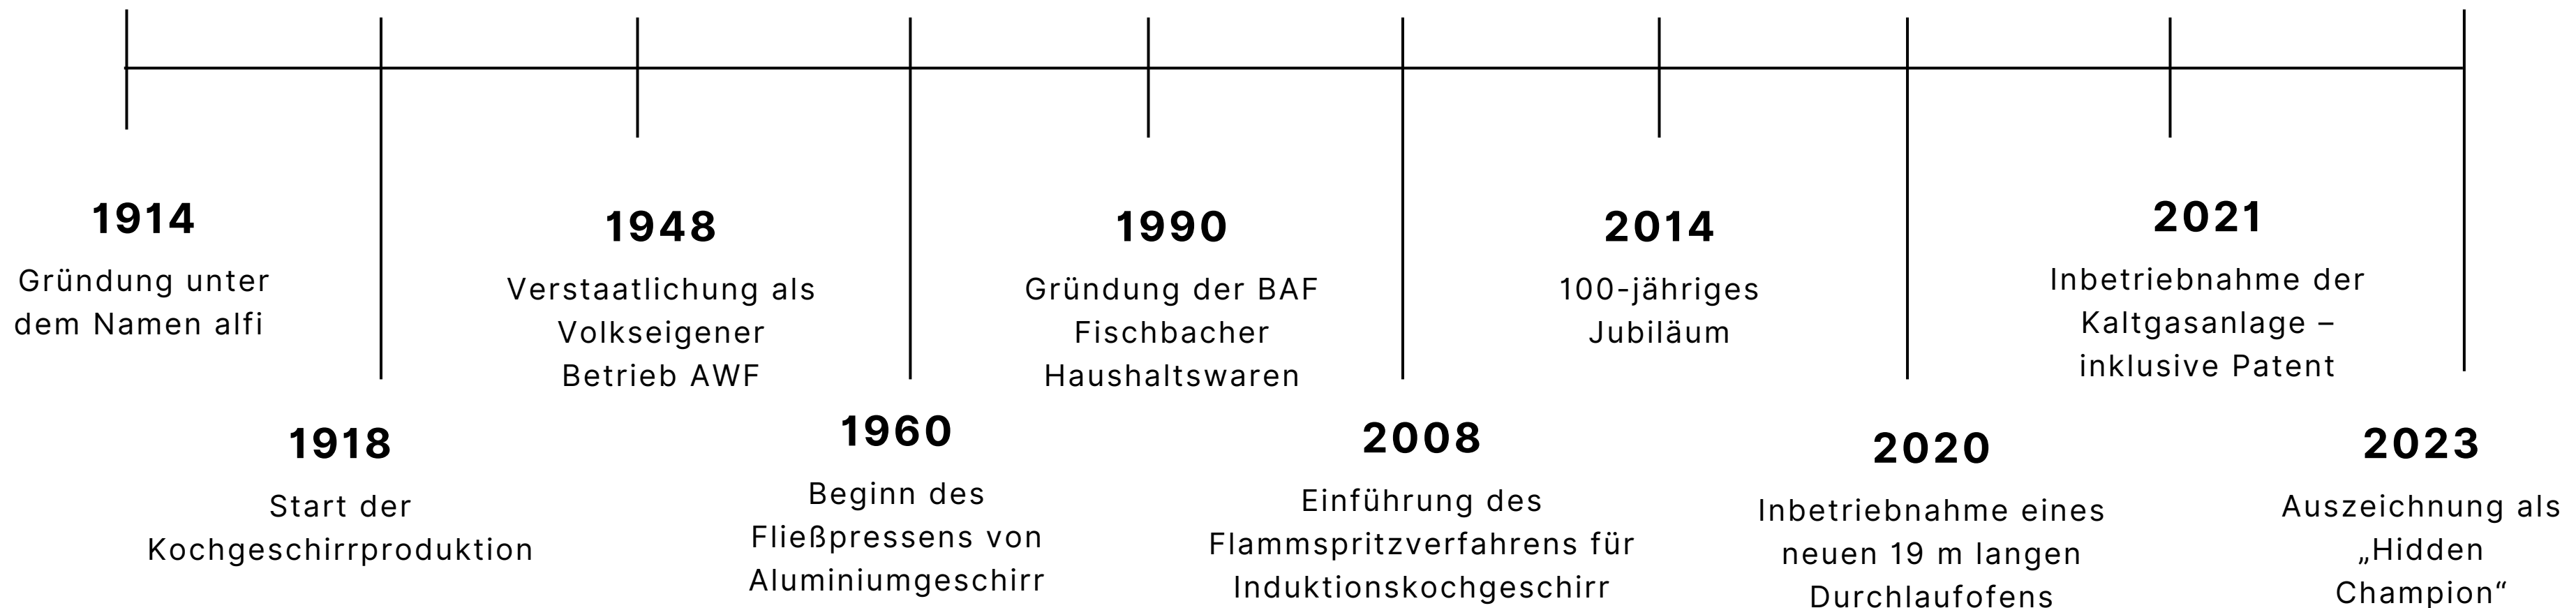 1914
Gründung unter
dem Namen alfi
1918
Start der
Kochgeschirrproduktion
1948
Verstaatlichung als
Volkseigener
Betrieb AWF
1960
Beginn des
Fließpressens von
Aluminiumgeschirr
1990
Gründung der BAF
Fischbacher
Haushaltswaren
2008
Einführung des
Flammspritzverfahrens für
Induktionskochgeschirr
2014
100-jähriges
Jubiläum
2020
Inbetriebnahme eines
neuen 19 m langen
Durchlaufofens
2021
Inbetriebnahme der
Kaltgasanlage –
inklusive Patent
2023
Auszeichnung als
„Hidden
Champion“